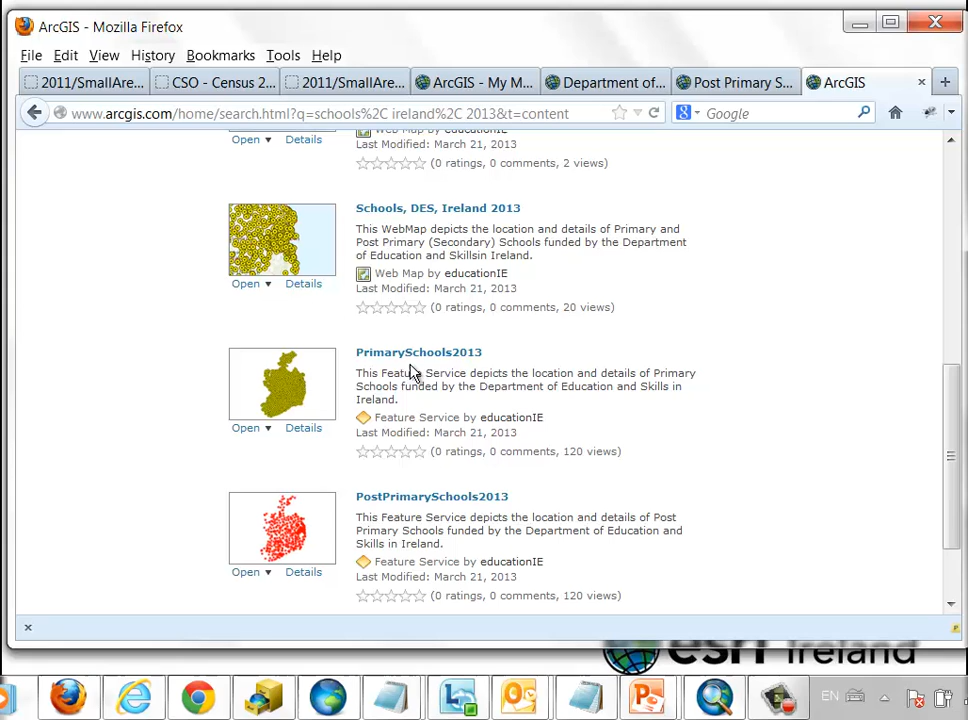 ArcGIS - Mozilla Firefox
File Edit View History Bookmarks Tools Help
2011/SmallAre... CSO - Census 2... 2011/SmallAre... ArcGIS - My M... Department of... Post Primary S... ArcGIS × +
www.arcgis.com/home/search.html?q=schools%2C ireland%2C 2013&t=content Google
Open ▾ Details
Web Map by educationIE
Last Modified: March 21, 2013
(0 ratings, 0 comments, 2 views)
Schools, DES, Ireland 2013
This WebMap depicts the location and details of Primary and
Post Primary (Secondary) Schools funded by the Department
of Education and Skillsin Ireland.
Web Map by educationIE
Open ▾ Details
Last Modified: March 21, 2013
(0 ratings, 0 comments, 20 views)
PrimarySchools2013
This Feature Service depicts the location and details of Primary
Schools funded by the Department of Education and Skills in
Ireland.
Feature Service by educationIE
Open ▾ Details
Last Modified: March 21, 2013
(0 ratings, 0 comments, 120 views)
PostPrimarySchools2013
This Feature Service depicts the location and details of Post
Primary Schools funded by the Department of Education and
Skills in Ireland.
Feature Service by educationIE
Open ▾ Details
Last Modified: March 21, 2013
(0 ratings, 0 comments, 120 views)
esri Ireland
EN